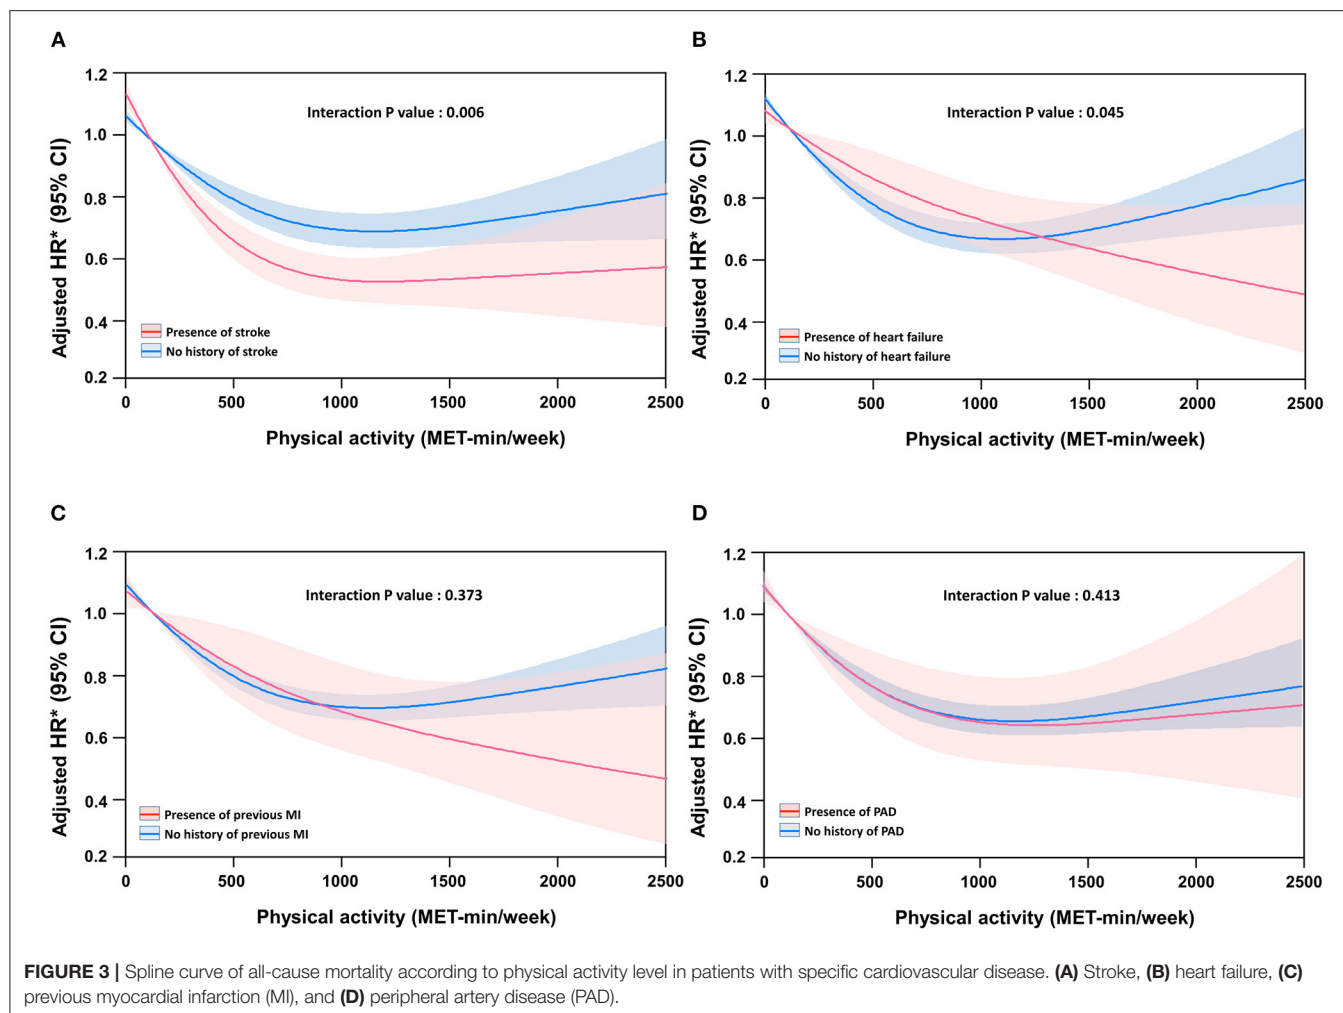 A
1.2
1.0
0.8
0.6
0.4
0.2
Adjusted HR* (95% CI)
Interaction P value : 0.006
Presence of stroke
No history of stroke
0 500 1000 1500 2000 2500
Physical activity (MET-min/week)
B
1.2
1.0
0.8
0.6
0.4
0.2
Adjusted HR* (95% CI)
Interaction P value : 0.045
Presence of heart failure
No history of heart failure
0 500 1000 1500 2000 2500
Physical activity (MET-min/week)
C
1.2
1.0
0.8
0.6
0.4
0.2
Adjusted HR* (95% CI)
Interaction P value : 0.373
Presence of previous MI
No history of previous MI
0 500 1000 1500 2000 2500
Physical activity (MET-min/week)
D
1.2
1.0
0.8
0.6
0.4
0.2
Adjusted HR* (95% CI)
Interaction P value : 0.413
Presence of PAD
No history of PAD
0 500 1000 1500 2000 2500
Physical activity (MET-min/week)
FIGURE 3 | Spline curve of all-cause mortality according to physical activity level in patients with specific cardiovascular disease. (A) Stroke, (B) heart failure, (C)
previous myocardial infarction (MI), and (D) peripheral artery disease (PAD).